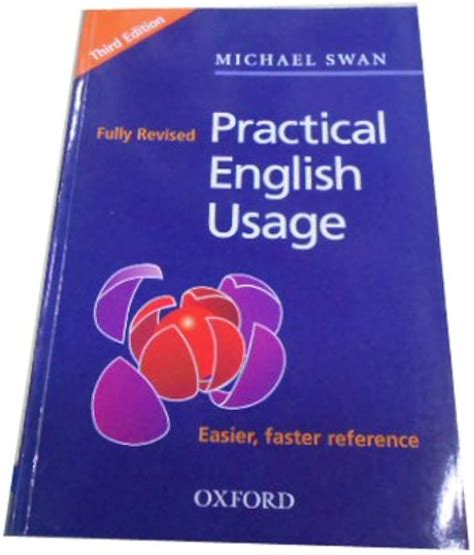 Third Edition
MICHAEL SWAN
Fully Revised
Practical
English
Usage
Easier, faster reference
OXFORD